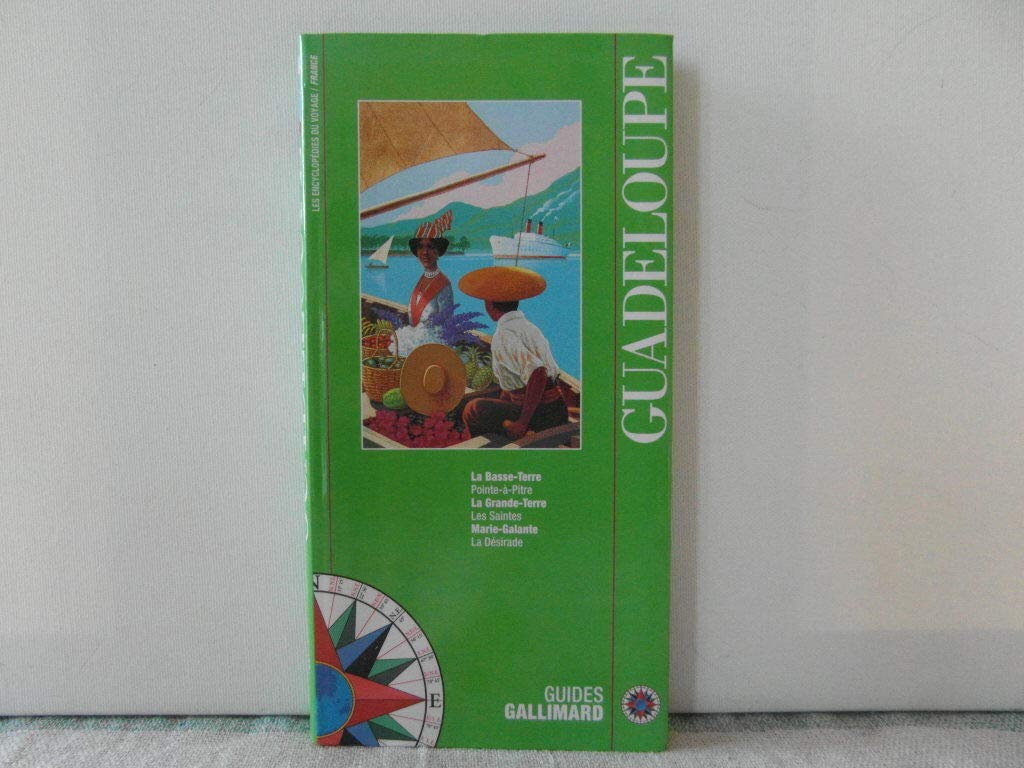 LES ENCYCLOPÉDIES DU VOYAGE / FRANCE
GUADELOUPE
La Basse-Terre
Pointe-à-Pitre
La Grande-Terre
Les Saintes
Marie-Galante
La Désirade
N
NE
E
GUIDES
GALLIMARD